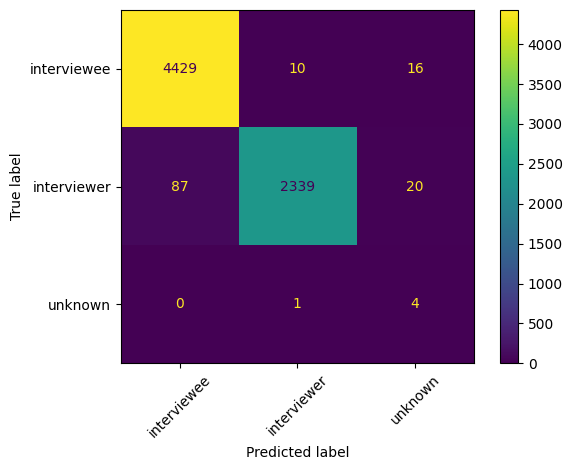 interviewee 4429 10 16
interviewer 87 2339 20
unknown 0 1 4
True label
interviewee interviewer unknown
Predicted label
4000
3500
3000
2500
2000
1500
1000
500
0